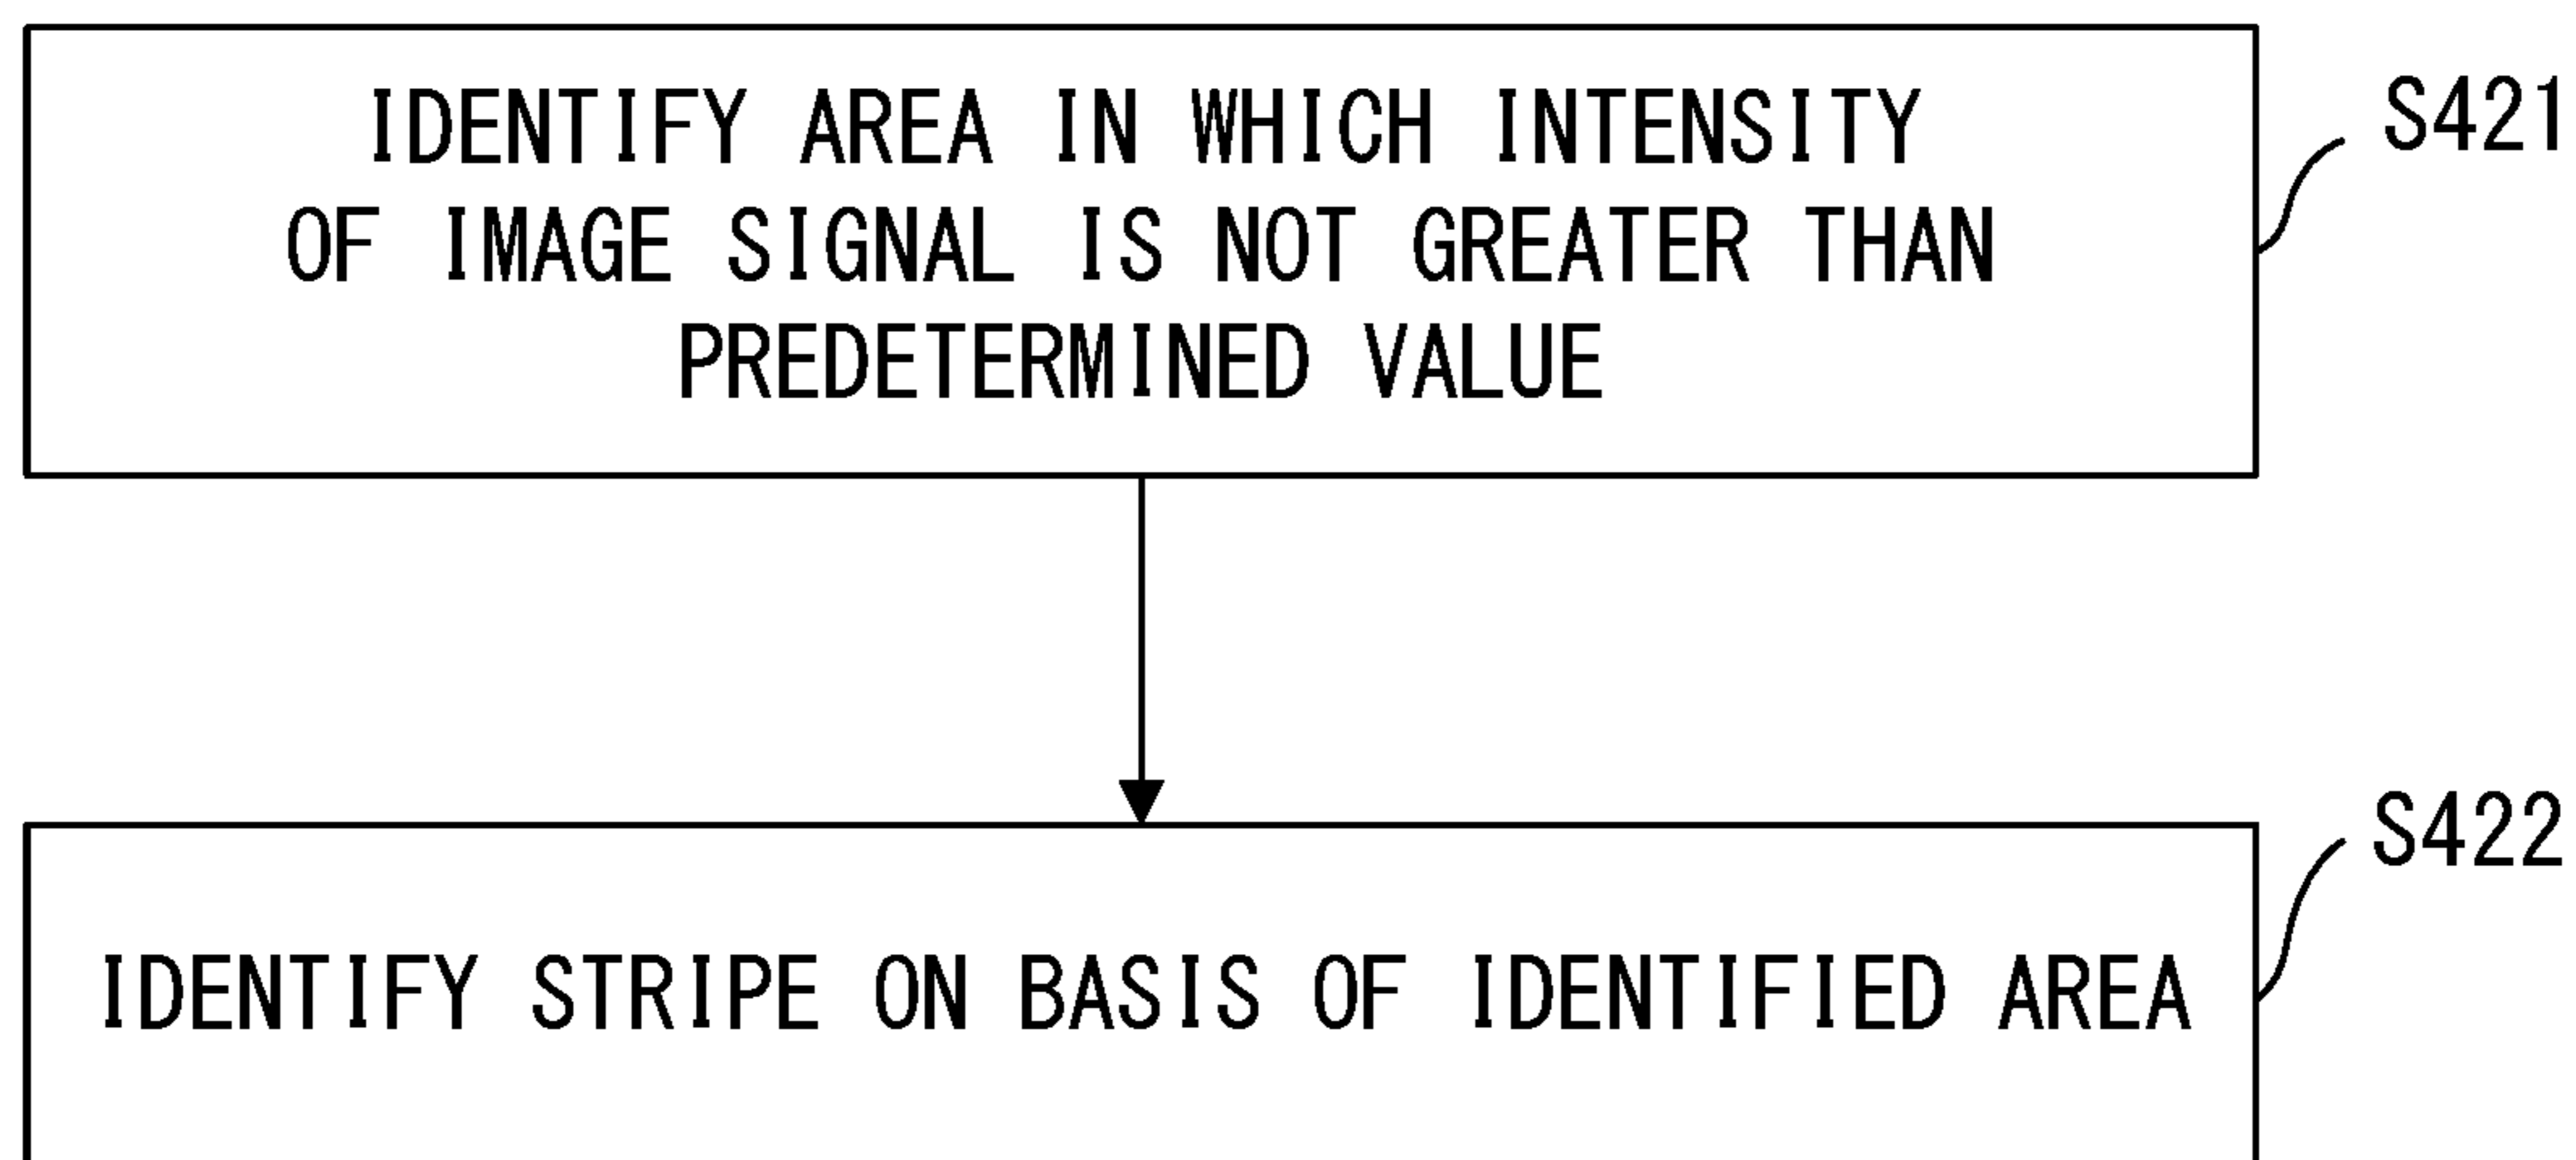 IDENTIFY AREA IN WHICH INTENSITY
OF IMAGE SIGNAL IS NOT GREATER THAN
PREDETERMINED VALUE
S421
IDENTIFY STRIPE ON BASIS OF IDENTIFIED AREA
S422